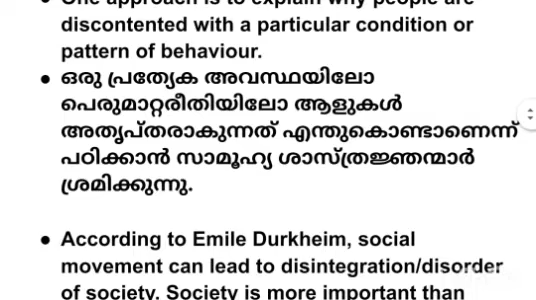 One approach is to explain why people are
discontented with a particular condition or
pattern of behaviour.
● ഒരു പ്രത്യേക അവസ്ഥയിലോ
പെരുമാറ്റരീതിയിലോ ആളുകൾ
അതൃപ്തരാകുന്നത് എന്തുകൊണ്ടാണെന്ന്
പഠിക്കാൻ സാമൂഹ്യ ശാസ്ത്രജ്ഞന്മാർ
ശ്രമിക്കുന്നു.
● According to Emile Durkheim, social
movement can lead to disintegration/disorder
of society. Society is more important than